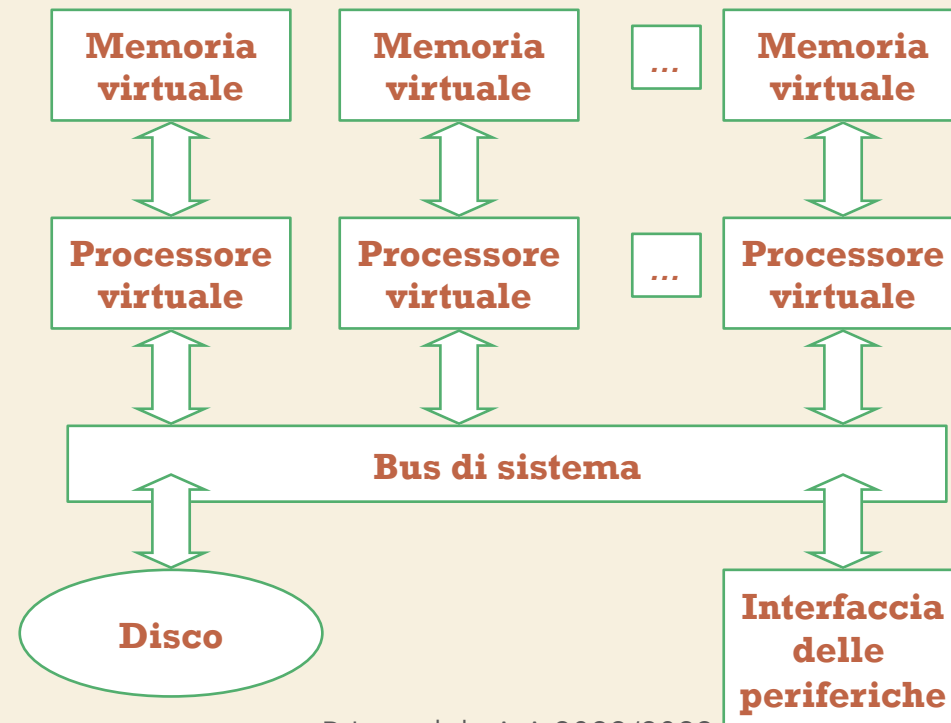 Memoria
virtuale
Memoria
virtuale
...
Memoria
virtuale
Processore
virtuale
Processore
virtuale
...
Processore
virtuale
Bus di sistema
Disco
Interfaccia
delle
periferiche